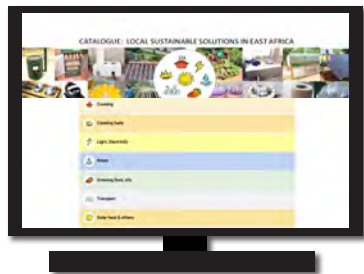 CATALOGUE: LOCAL SUSTAINABLE SOLUTIONS IN EAST AFRICA
Cooking
Cooking fuels
Light, Electricity
Water
Growing food, etc.
Transport
Solar food & others